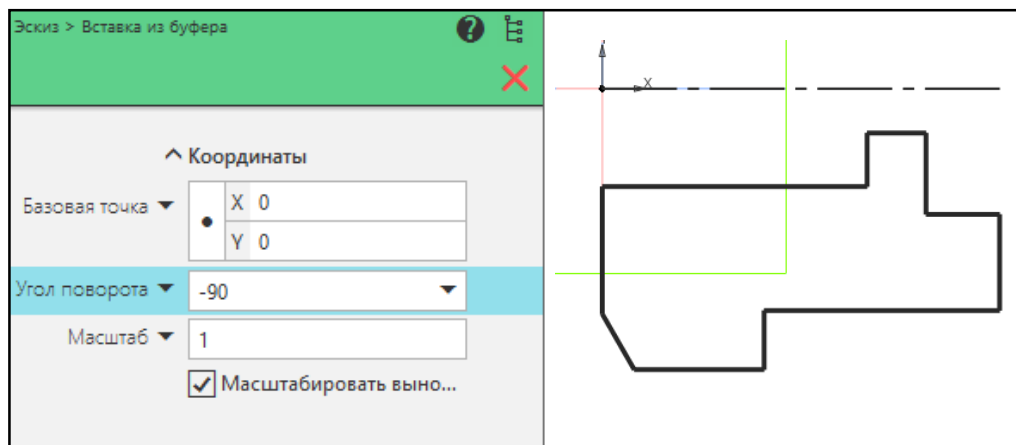 Эскиз > Вставка из буфера
Координаты
Базовая точка
X 0
Y 0
Угол поворота
-90
Масштаб
1
Масштабировать выно...
X